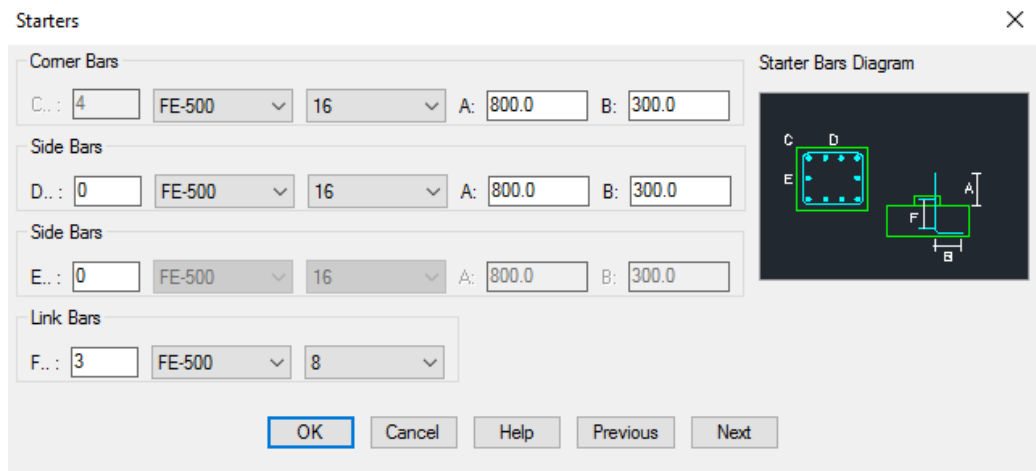 Starters
Corner Bars
C.. : 4 FE-500 16 A: 800.0 B: 300.0
Side Bars
D.. : 0 FE-500 16 A: 800.0 B: 300.0
Side Bars
E.. : 0 FE-500 16 A: 800.0 B: 300.0
Link Bars
F.. : 3 FE-500 8
Starter Bars Diagram
C D
E
A
F
B
OK Cancel Help Previous Next